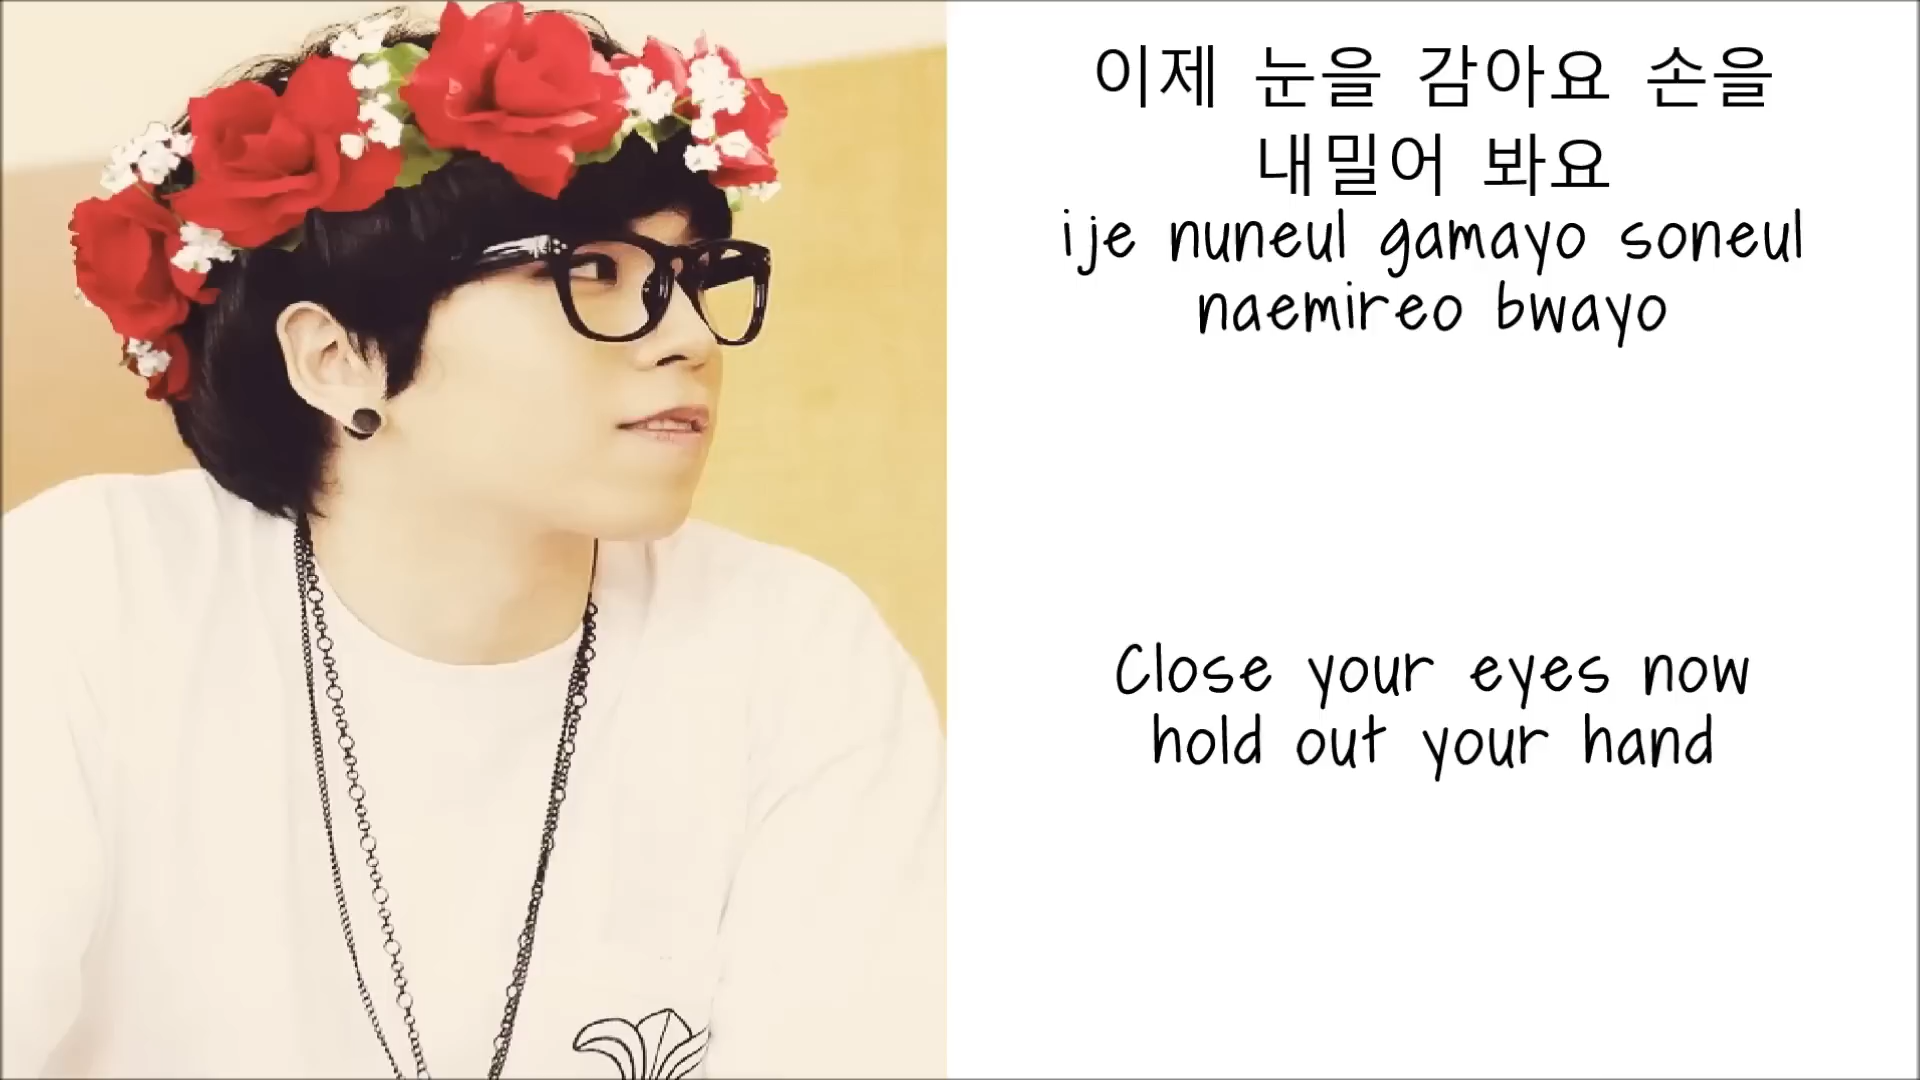 이제 눈을 감아요 손을
내밀어 봐요
ije nuneul gamayo soneul
naemireo bwayo
Close your eyes now
hold out your hand